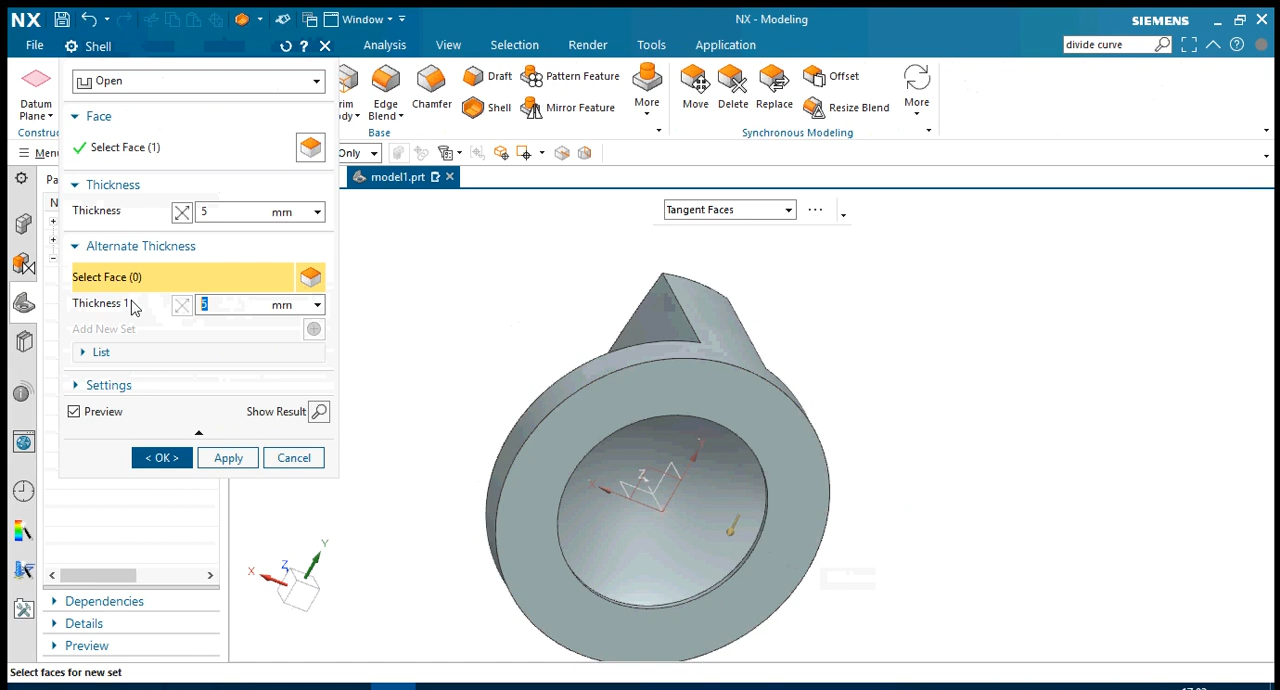 NX
Window
NX - Modeling
SIEMENS
File
Shell
Analysis
View
Selection
Render
Tools
Application
divide curve
Open
Datum
Plane
Edge
Blend
Chamfer
Draft
Pattern Feature
Shell
Mirror Feature
More
Base
Move
Delete
Replace
Offset
Resize Blend
More
Synchronous Modeling
Face
Select Face (1)
Menu
Only
model1.prt
Thickness
Thickness
5
mm
Tangent Faces
Alternate Thickness
Select Face (0)
Thickness 1
5
mm
Add New Set
List
Settings
Preview
Show Result
< OK >
Apply
Cancel
X
Y
Z
Z
Dependencies
Details
Preview
Select faces for new set